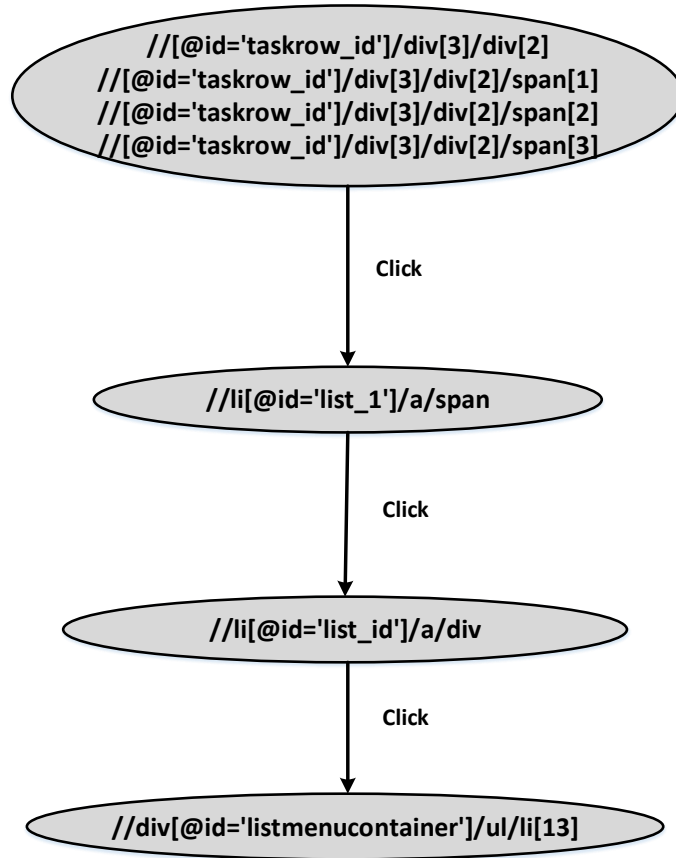 //[@id='taskrow_id']/div[3]/div[2]
//[@id='taskrow_id']/div[3]/div[2]/span[1]
//[@id='taskrow_id']/div[3]/div[2]/span[2]
//[@id='taskrow_id']/div[3]/div[2]/span[3]
Click
//li[@id='list_1']/a/span
Click
//li[@id='list_id']/a/div
Click
//div[@id='listmenucontainer']/ul/li[13]